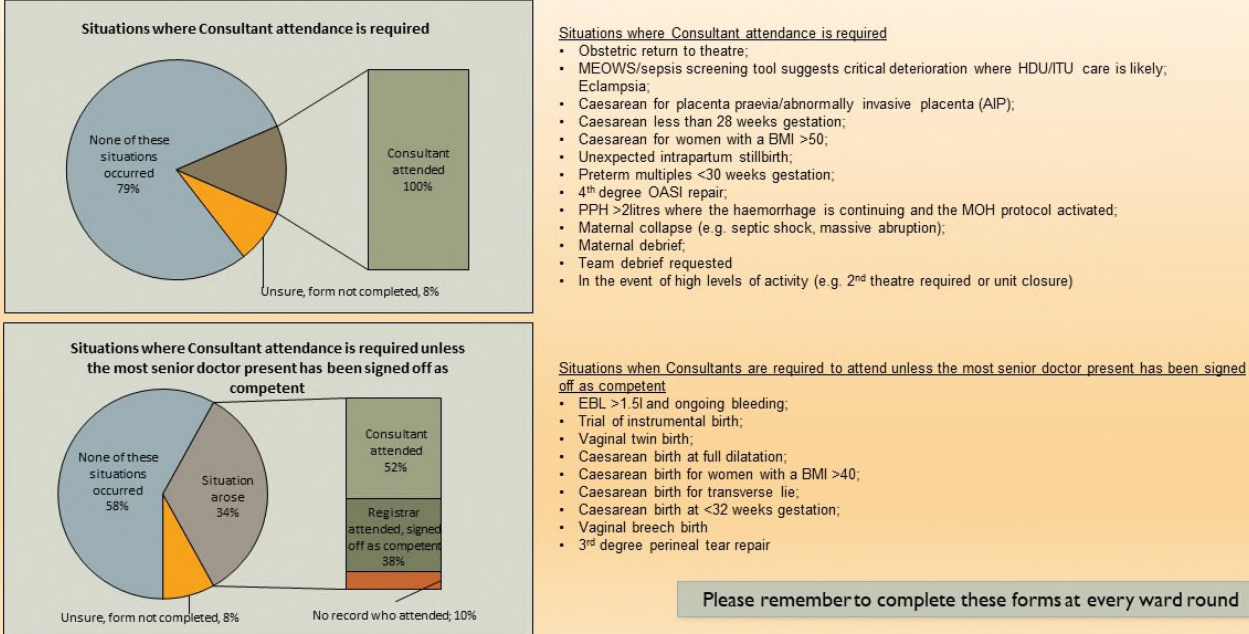 Situations where Consultant attendance is required
None of these
situations
occurred
79%
Consultant
attended
100%
Unsure, form not completed, 8%
Situations where Consultant attendance is required
• Obstetric return to theatre;
• MEOWS/sepsis screening tool suggests critical deterioration where HDU/ITU care is likely;
Eclampsia;
• Caesarean for placenta praevia/abnormally invasive placenta (AIP);
• Caesarean less than 28 weeks gestation;
• Caesarean for women with a BMI >50;
• Unexpected intrapartum stillbirth;
• Preterm multiples <30 weeks gestation;
• 4th degree OASI repair;
• PPH >2litres where the haemorrhage is continuing and the MOH protocol activated;
• Maternal collapse (e.g. septic shock, massive abruption);
• Maternal debrief;
• Team debrief requested
• In the event of high levels of activity (e.g. 2nd theatre required or unit closure)
Situations where Consultant attendance is required unless
the most senior doctor present has been signed off as
competent
None of these
situations
occurred
58%
Situation
arose
34%
Consultant
attended
52%
Registrar
attended, signed
off as competent
38%
Unsure, form not completed, 8%
No record who attended; 10%
Situations when Consultants are required to attend unless the most senior doctor present has been signed
off as competent
• EBL >1.5l and ongoing bleeding;
• Trial of instrumental birth;
• Vaginal twin birth;
• Caesarean birth at full dilatation;
• Caesarean birth for women with a BMI >40;
• Caesarean birth for transverse lie;
• Caesarean birth at <32 weeks gestation;
• Vaginal breech birth
• 3rd degree perineal tear repair
Please remember to complete these forms at every ward round